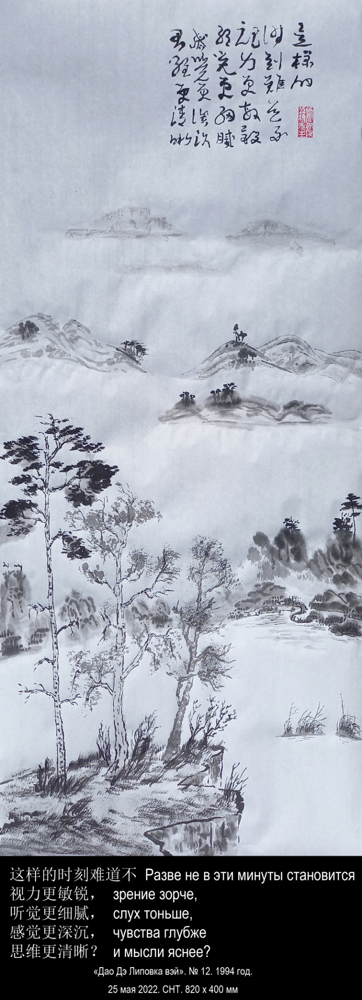 這樣的
時刻難道不
視力更敏銳
聽覺更細膩
感覺更深沉
思維更清晰
这样的时刻难道不 Разве не в эти минуты становится
视力更敏锐， зрение зорче,
听觉更细腻， слух тоньше,
感觉更深沉， чувства глубже
思维更清晰？ и мысли яснее?
«Дао Дэ Липовка вэй». № 12. 1994 год.
25 мая 2022. СНТ. 820 х 400 мм